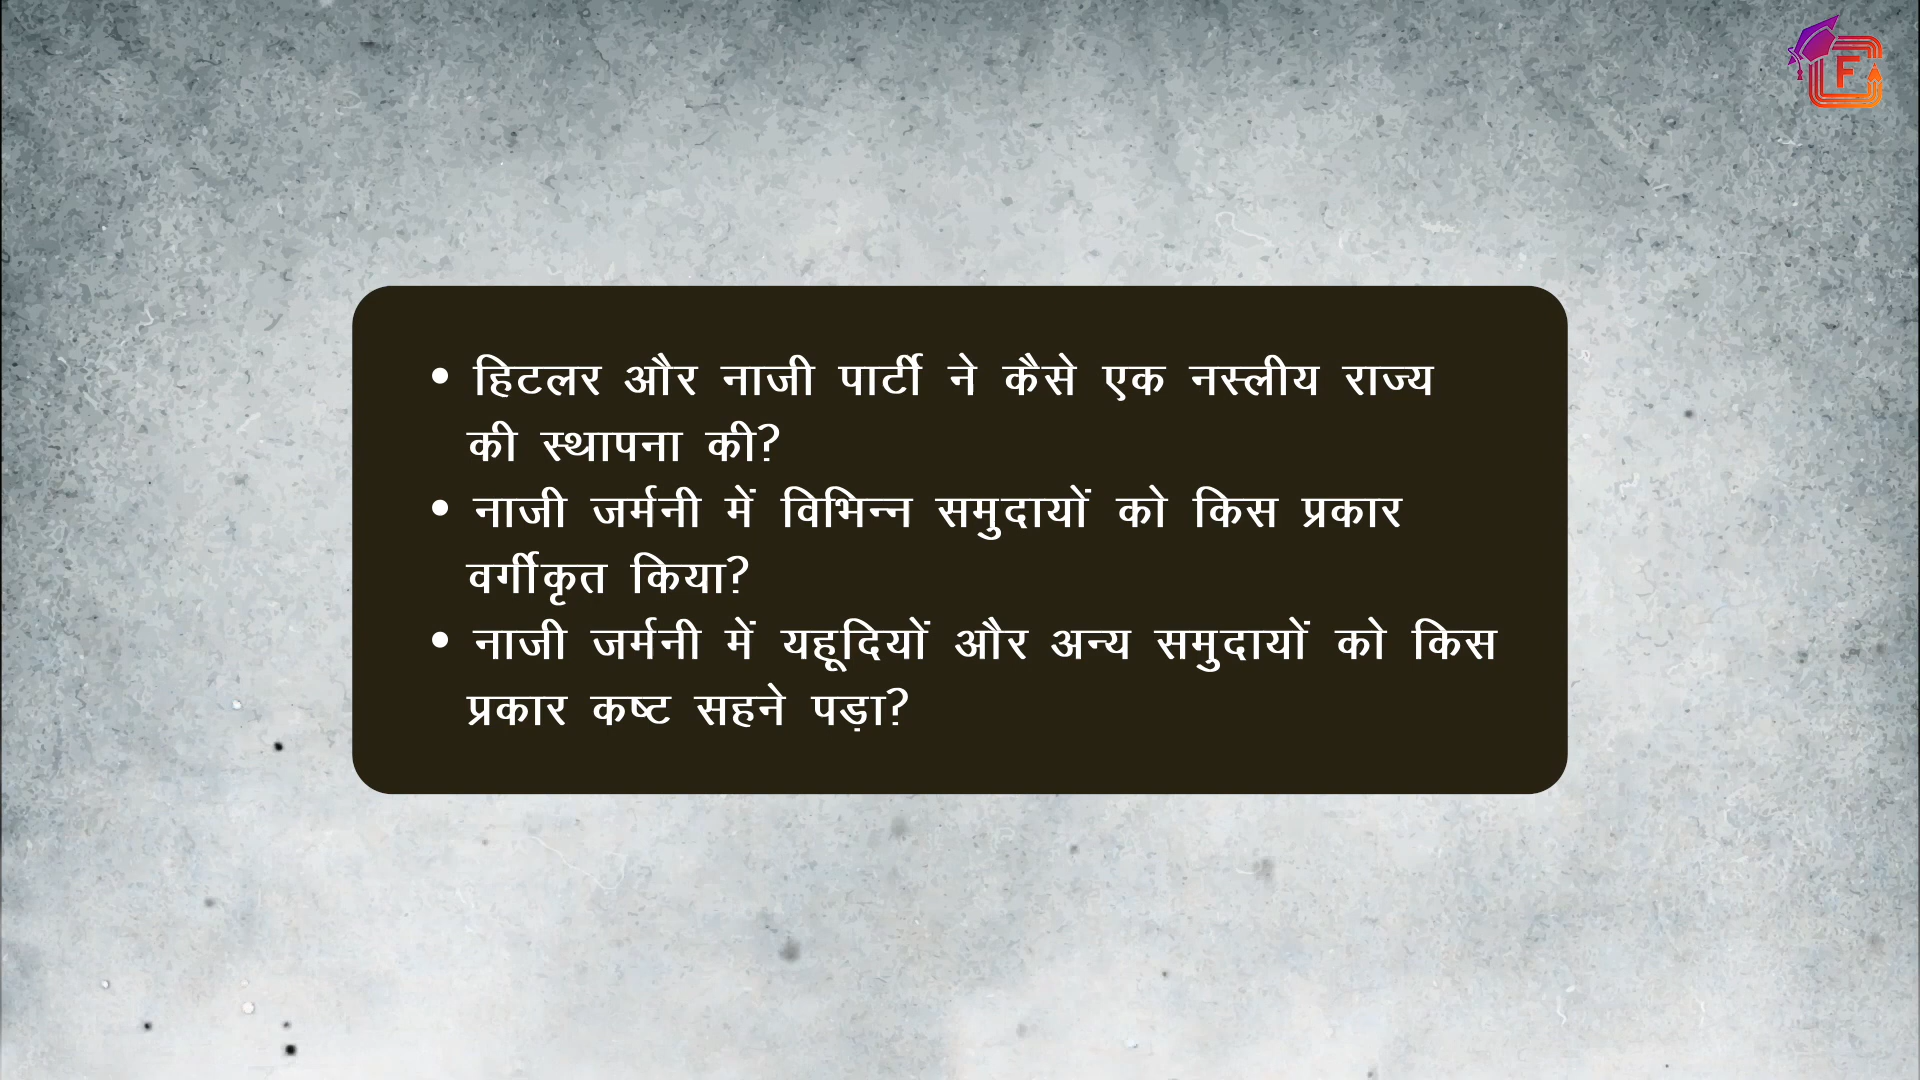 • हिटलर और नाजी पार्टी ने कैसे एक नस्लीय राज्य
की स्थापना की?
• नाजी जर्मनी में विभिन्न समुदायों को किस प्रकार
वर्गीकृत किया?
• नाजी जर्मनी में यहूदियों और अन्य समुदायों को किस
प्रकार कष्ट सहने पड़ा?
F